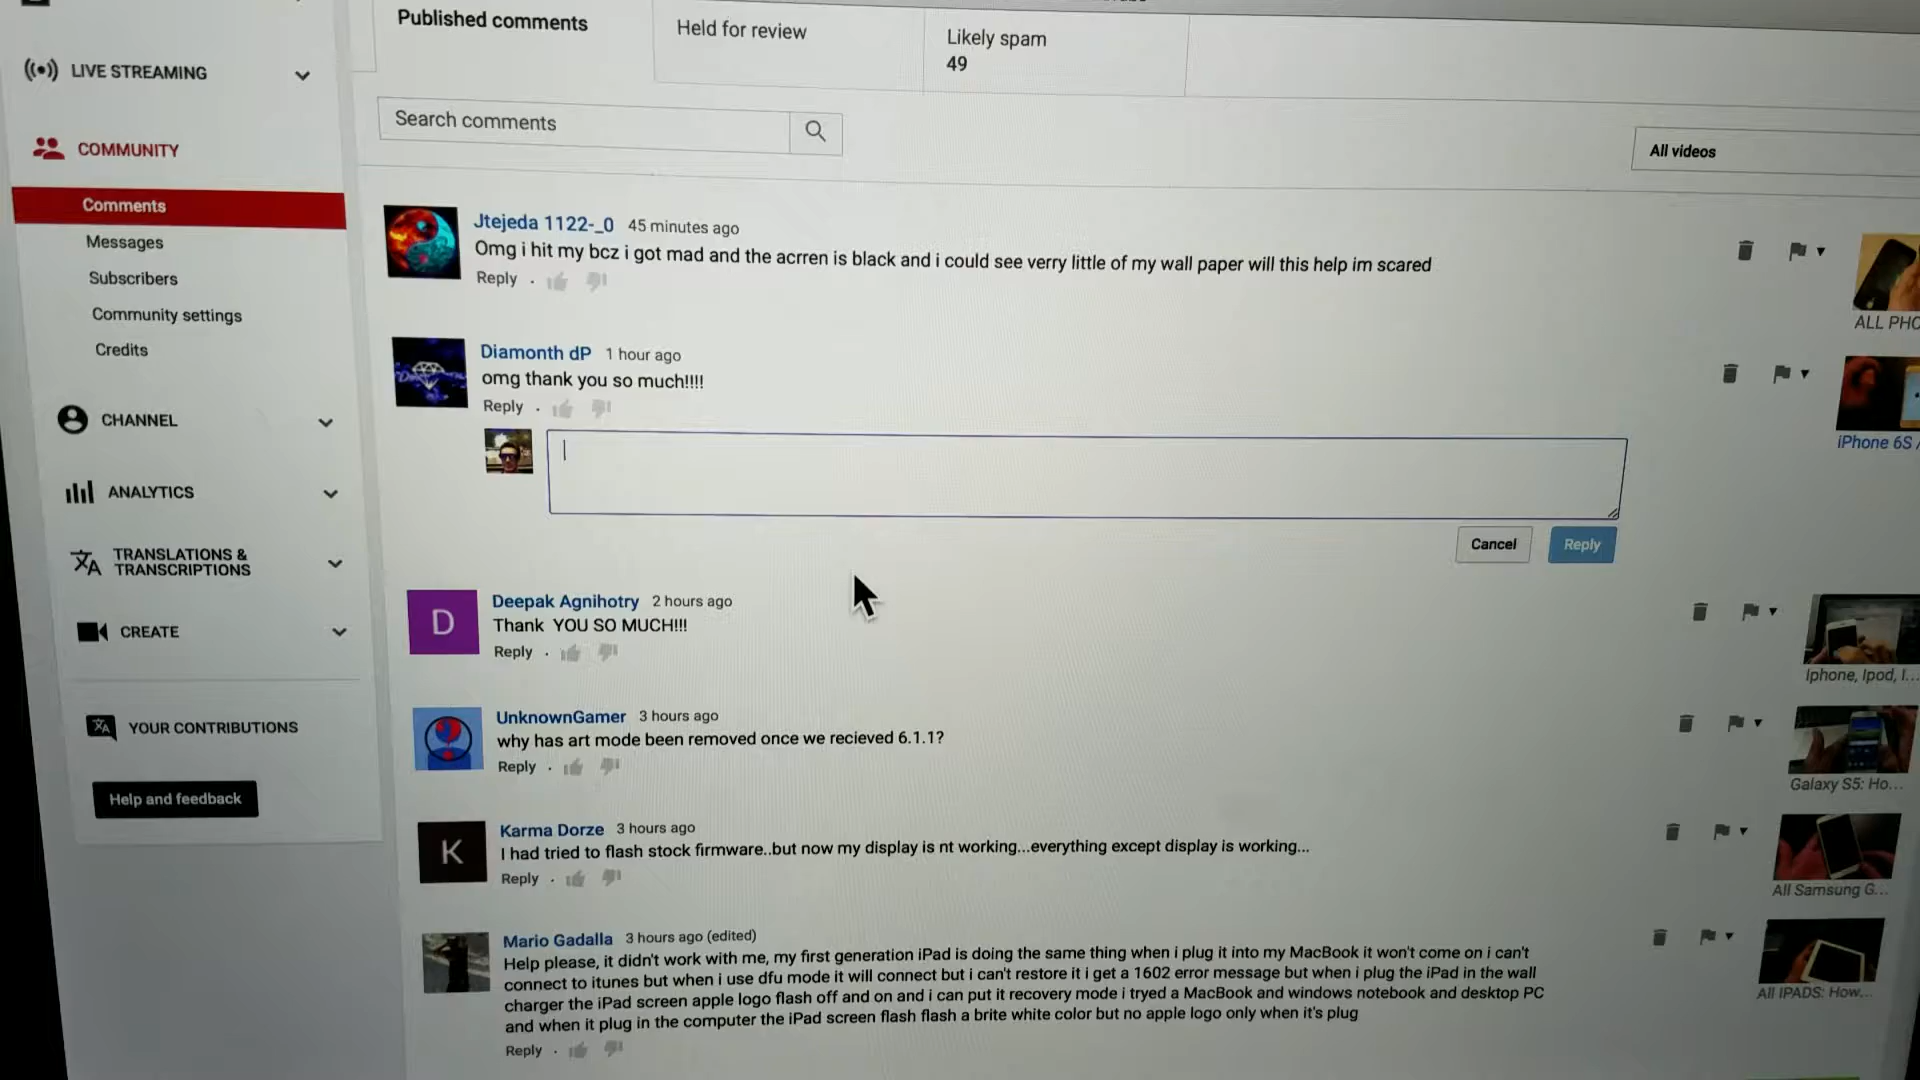 Published comments
Held for review
Likely spam
49
LIVE STREAMING
Search comments
All videos
COMMUNITY
Comments
Messages
Subscribers
Community settings
Credits
CHANNEL
ANALYTICS
TRANSLATIONS &
TRANSCRIPTIONS
CREATE
YOUR CONTRIBUTIONS
Help and feedback
Jtejeda 1122-_0 45 minutes ago
Omg i hit my bcz i got mad and the acrren is black and i could see verry little of my wall paper will this help im scared
Reply
ALL PHO
Diamonth dP 1 hour ago
omg thank you so much!!!!
Reply
iPhone 6S /
Cancel
Reply
D
Deepak Agnihotry 2 hours ago
Thank YOU SO MUCH!!!
Reply
Iphone, Ipod, I...
UnknownGamer 3 hours ago
why has art mode been removed once we recieved 6.1.1?
Reply
Galaxy S5: Ho...
K
Karma Dorze 3 hours ago
I had tried to flash stock firmware..but now my display is nt working...everything except display is working...
Reply
All Samsung G...
Mario Gadalla 3 hours ago (edited)
Help please, it didn't work with me, my first generation iPad is doing the same thing when i plug it into my MacBook it won't come on i can't
connect to itunes but when i use dfu mode it will connect but i can't restore it i get a 1602 error message but when i plug the iPad in the wall
charger the iPad screen apple logo flash off and on and i can put it recovery mode i tryed a MacBook and windows notebook and desktop PC
and when it plug in the computer the iPad screen flash flash a brite white color but no apple logo only when it's plug
Reply
All IPADS: How...